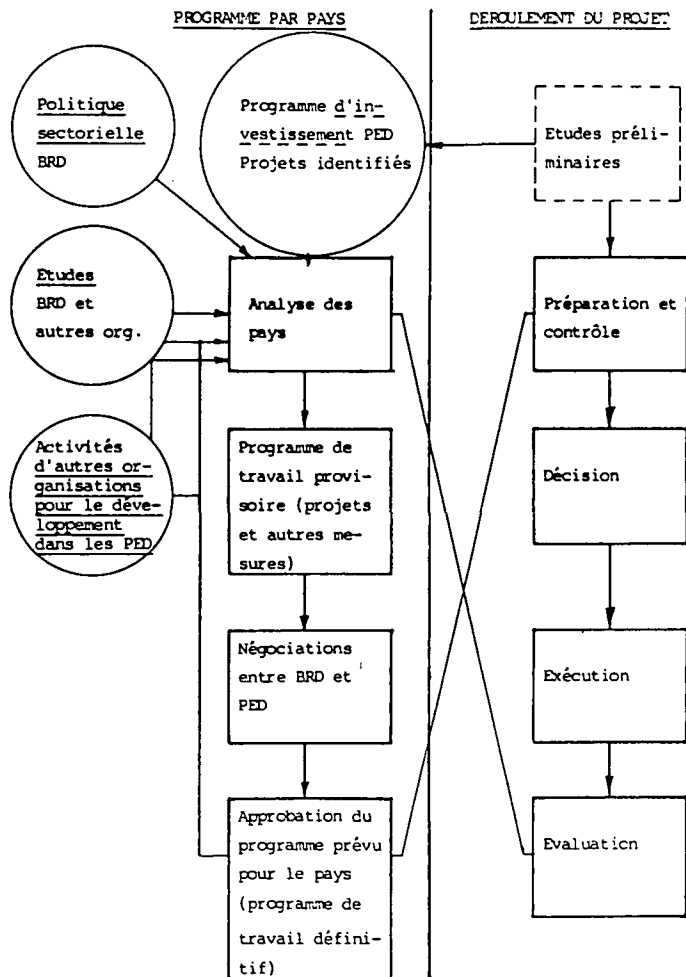 PROGRAMME PAR PAYS
DEROULEMENT DU PROJET
Politique
sectorielle
BRD
Programme d'in-
vestissement PED
Projets identifiés
Etudes préli-
minaires
Etudes
BRD et
autres org.
Analyse des
pays
Préparation et
contrôle
Activités
d'autres or-
ganisations
pour le déve-
loppement
dans les PED
Programme de
travail provi-
soire (projets
et autres me-
sures)
Décision
Négociations
entre BRD et
PED
Exécution
Approbation du
programme prévu
pour le pays
(programme de
travail défini-
tif)
Evaluation